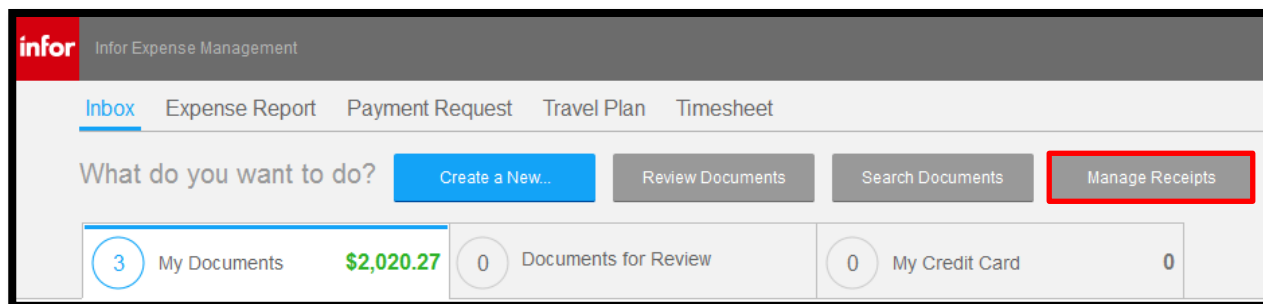 infor Infor Expense Management
Inbox Expense Report Payment Request Travel Plan Timesheet
What do you want to do? Create a New... Review Documents Search Documents Manage Receipts
3 My Documents $2,020.27 0 Documents for Review 0 My Credit Card 0